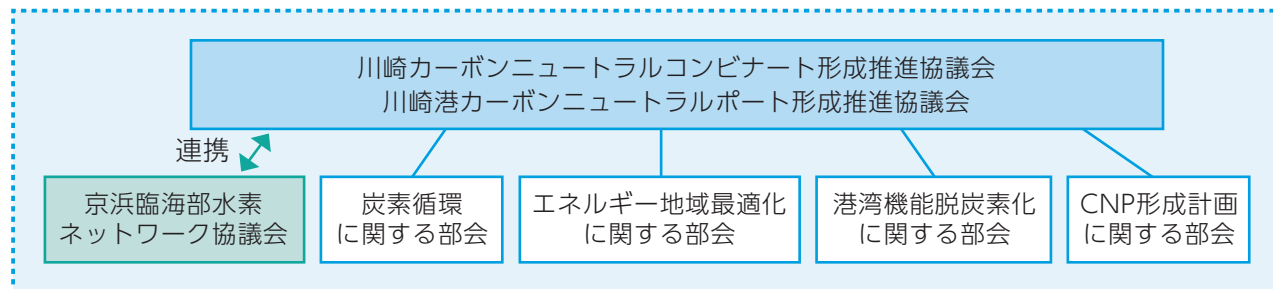 川崎カーボンニュートラルコンビナート形成推進協議会
川崎港カーボンニュートラルポート形成推進協議会
連携
京浜臨海部水素
ネットワーク協議会
炭素循環
に関する部会
エネルギー地域最適化
に関する部会
港湾機能脱炭素化
に関する部会
CNP形成計画
に関する部会